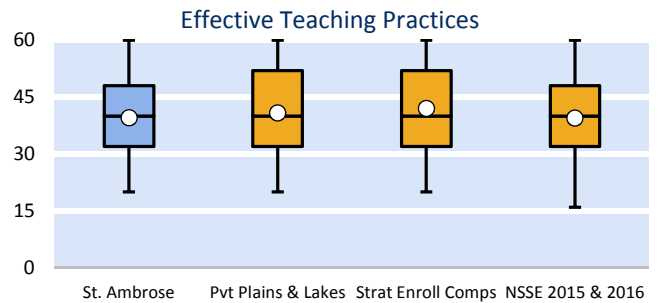 Effective Teaching Practices
60
45
30
15
0
St. Ambrose Pvt Plains & Lakes Strat Enroll Comps NSSE 2015 & 2016